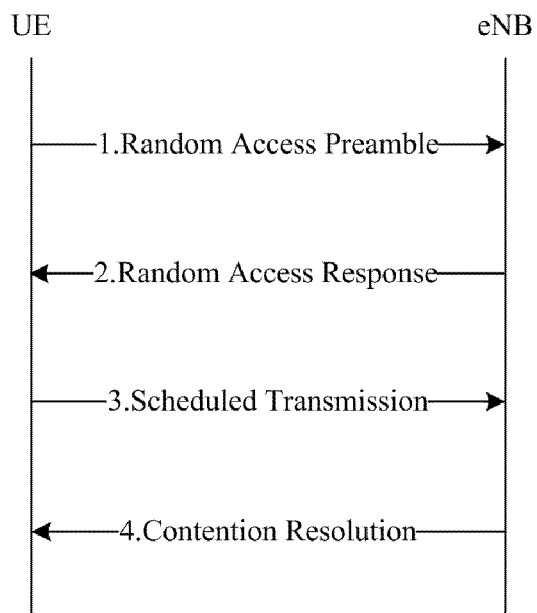 UE
eNB
1.Random Access Preamble
2.Random Access Response
3.Scheduled Transmission
4.Contention Resolution